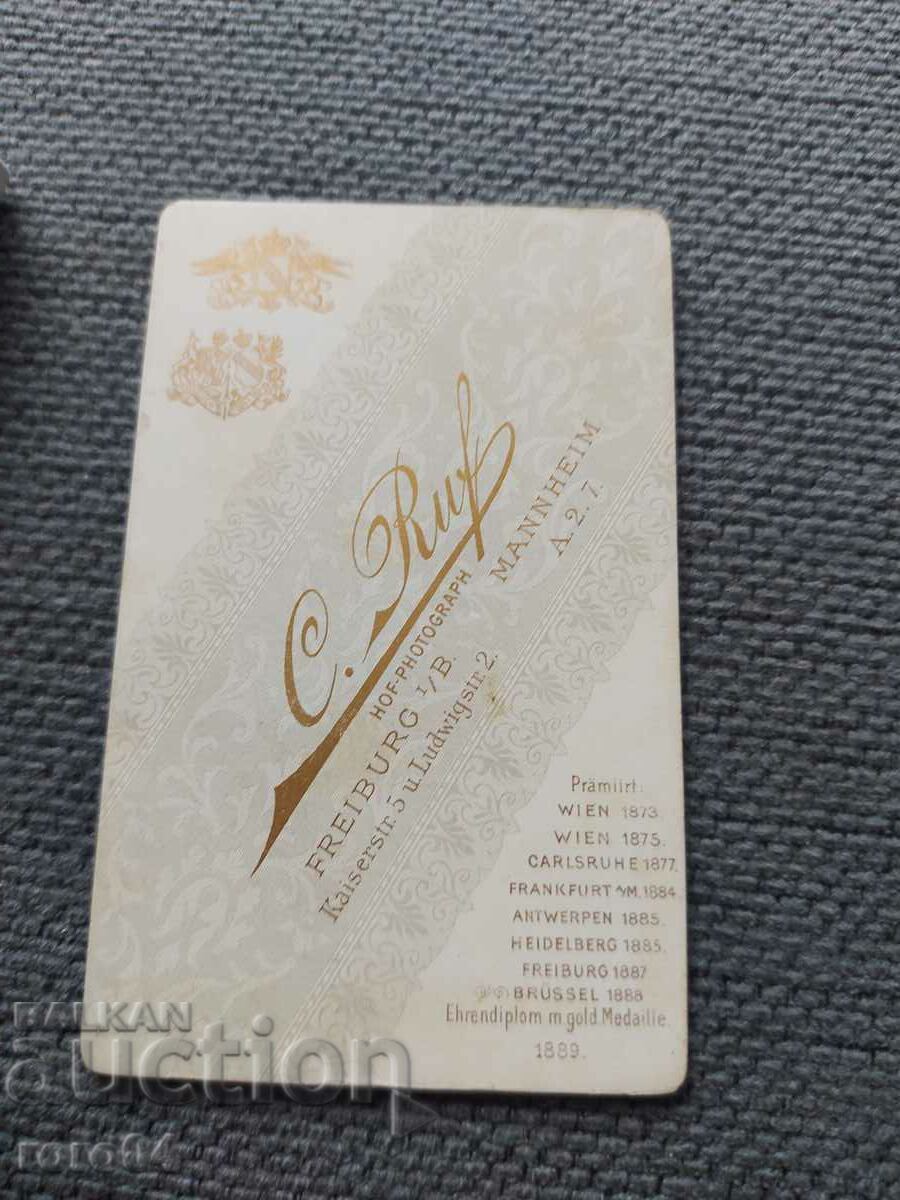 C. Ruf
HOF-PHOTOGRAPH
FREIBURG I/B.
Kaiserstr. 5 u. Ludwigstr. 2.
MANNHEIM
A. 2. 7.
Prämiirt:
WIEN 1873.
WIEN 1875.
CARLSRUHE 1877.
FRANKFURT a/M. 1884.
ANTWERPEN 1885.
HEIDELBERG 1885.
FREIBURG 1887
BRÜSSEL 1888
Ehrendiplom m gold. Medaille.
1889.
BALKAN
auction
roro94